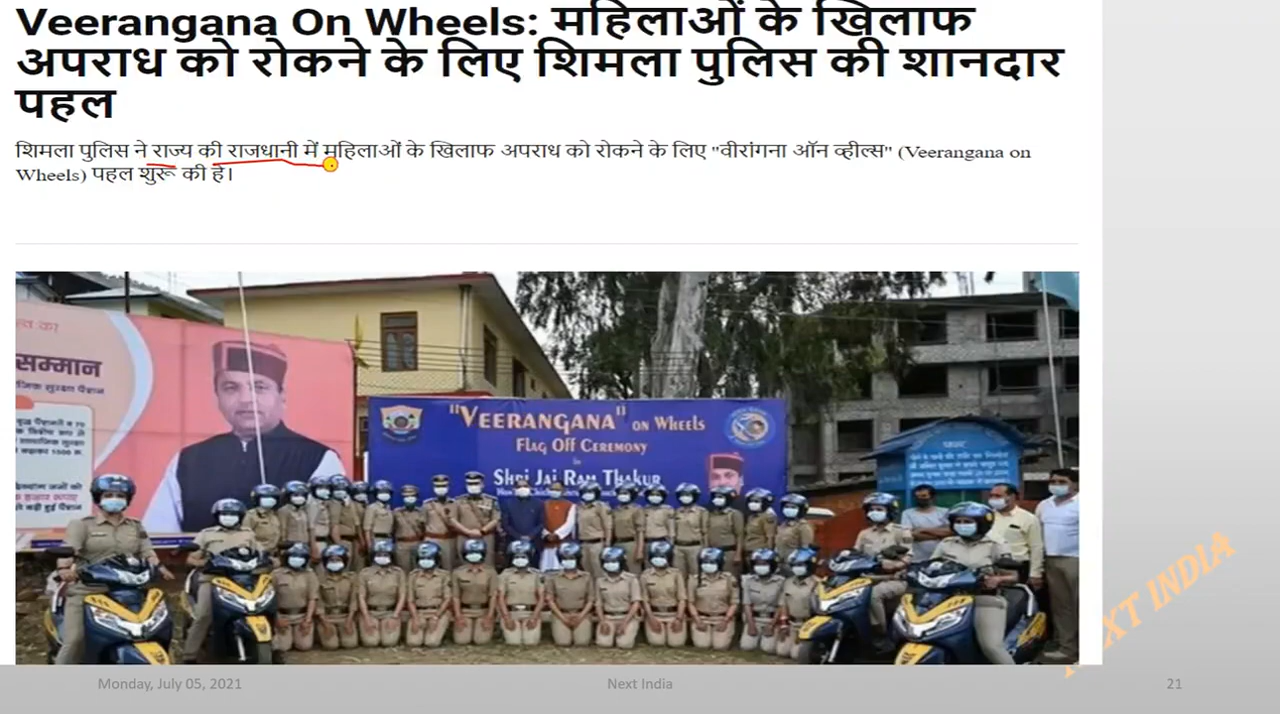 Veerangana On Wheels: महिलाओं के खिलाफ
अपराध को रोकने के लिए शिमला पुलिस की शानदार
पहल
शिमला पुलिस ने राज्य की राजधानी में महिलाओं के खिलाफ अपराध को रोकने के लिए "वीरांगना ऑन व्हील्स" (Veerangana on
Wheels) पहल शुरू की है।
सम्मान
"VEERANGANA" ON WHEELS
FLAG OFF CEREMONY
SHRI JAI RAM THAKUR
NEXT INDIA
Monday, July 05, 2021
Next India
21